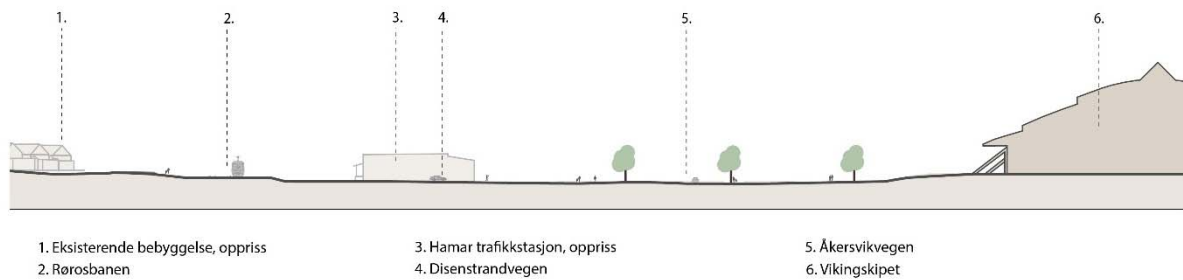 1. 2. 3. 4. 5. 6.
1. Eksisterende bebyggelse, oppriss
2. Rørosbanen
3. Hamar trafikkstasjon, oppriss
4. Disenstrandvegen
5. Åkersvikvegen
6. Vikingskipet